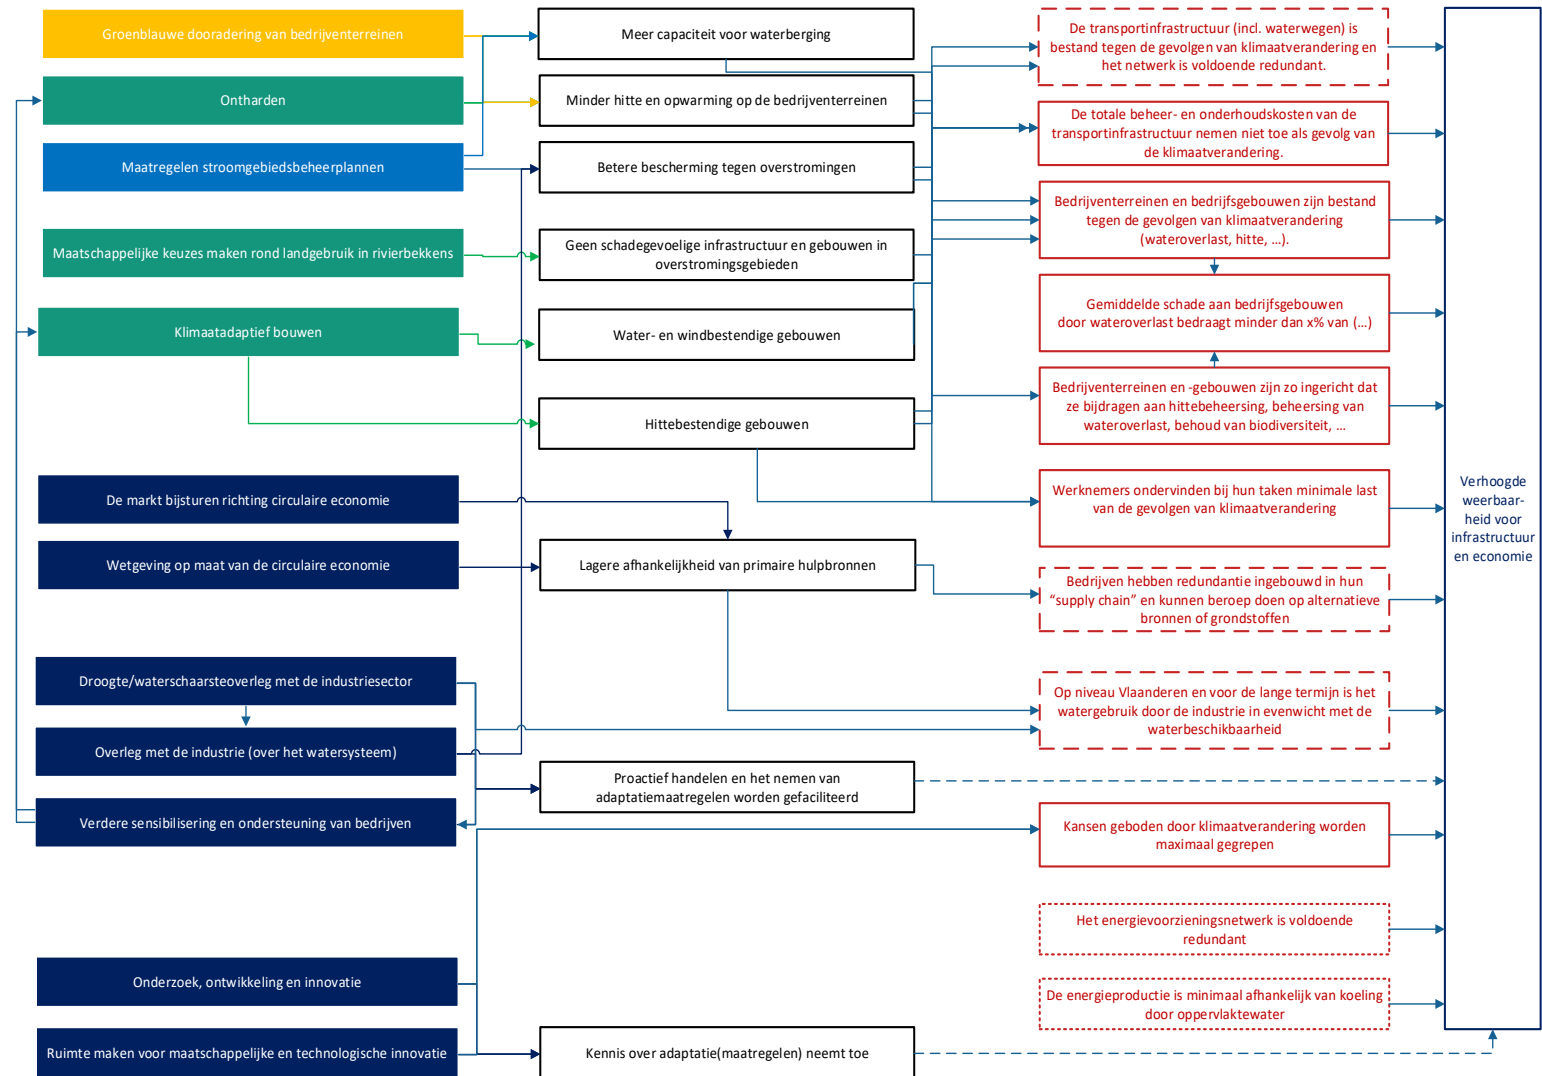 Groenblauwe dooradering van bedrijventerreinen
Ontharden
Maatregelen stroomgebiedsbeheerplannen
Maatschappelijke keuzes maken rond landgebruik in rivierbekkens
Klimaatadaptief bouwen
De markt bijsturen richting circulaire economie
Wetgeving op maat van de circulaire economie
Droogte/waterschaarsteoverleg met de industriesector
Overleg met de industrie (over het watersysteem)
Verdere sensibilisering en ondersteuning van bedrijven
Onderzoek, ontwikkeling en innovatie
Ruimte maken voor maatschappelijke en technologische innovatie
Meer capaciteit voor waterberging
Minder hitte en opwarming op de bedrijventerreinen
Betere bescherming tegen overstromingen
Geen schadegevoelige infrastructuur en gebouwen in
overstromingsgebieden
Water- en windbestendige gebouwen
Hittebestendige gebouwen
Lagere afhankelijkheid van primaire hulpbronnen
Proactief handelen en het nemen van
adaptatiemaatregelen worden gefaciliteerd
Kennis over adaptatie(maatregelen) neemt toe
De transportinfrastructuur (incl. waterwegen) is
bestand tegen de gevolgen van klimaatverandering en
het netwerk is voldoende redundant.
De totale beheer- en onderhoudskosten van de
transportinfrastructuur nemen niet toe als gevolg van
de klimaatverandering.
Bedrijventerreinen en bedrijfsgebouwen zijn bestand
tegen de gevolgen van klimaatverandering
(wateroverlast, hitte, …).
Gemiddelde schade aan bedrijfsgebouwen
door wateroverlast bedraagt minder dan x% van (…)
Bedrijventerreinen en -gebouwen zijn zo ingericht dat
ze bijdragen aan hittebeheersing, beheersing van
wateroverlast, behoud van biodiversiteit, …
Werknemers ondervinden bij hun taken minimale last
van de gevolgen van klimaatverandering
Bedrijven hebben redundantie ingebouwd in hun
“supply chain” en kunnen beroep doen op alternatieve
bronnen of grondstoffen
Op niveau Vlaanderen en voor de lange termijn is het
watergebruik door de industrie in evenwicht met de
waterbeschikbaarheid
Kansen geboden door klimaatverandering worden
maximaal gegrepen
Het energievoorzieningsnetwerk is voldoende
redundant
De energieproductie is minimaal afhankelijk van koeling
door oppervlaktewater
Verhoogde
weerbaar-
heid voor
infrastructuur
en economie